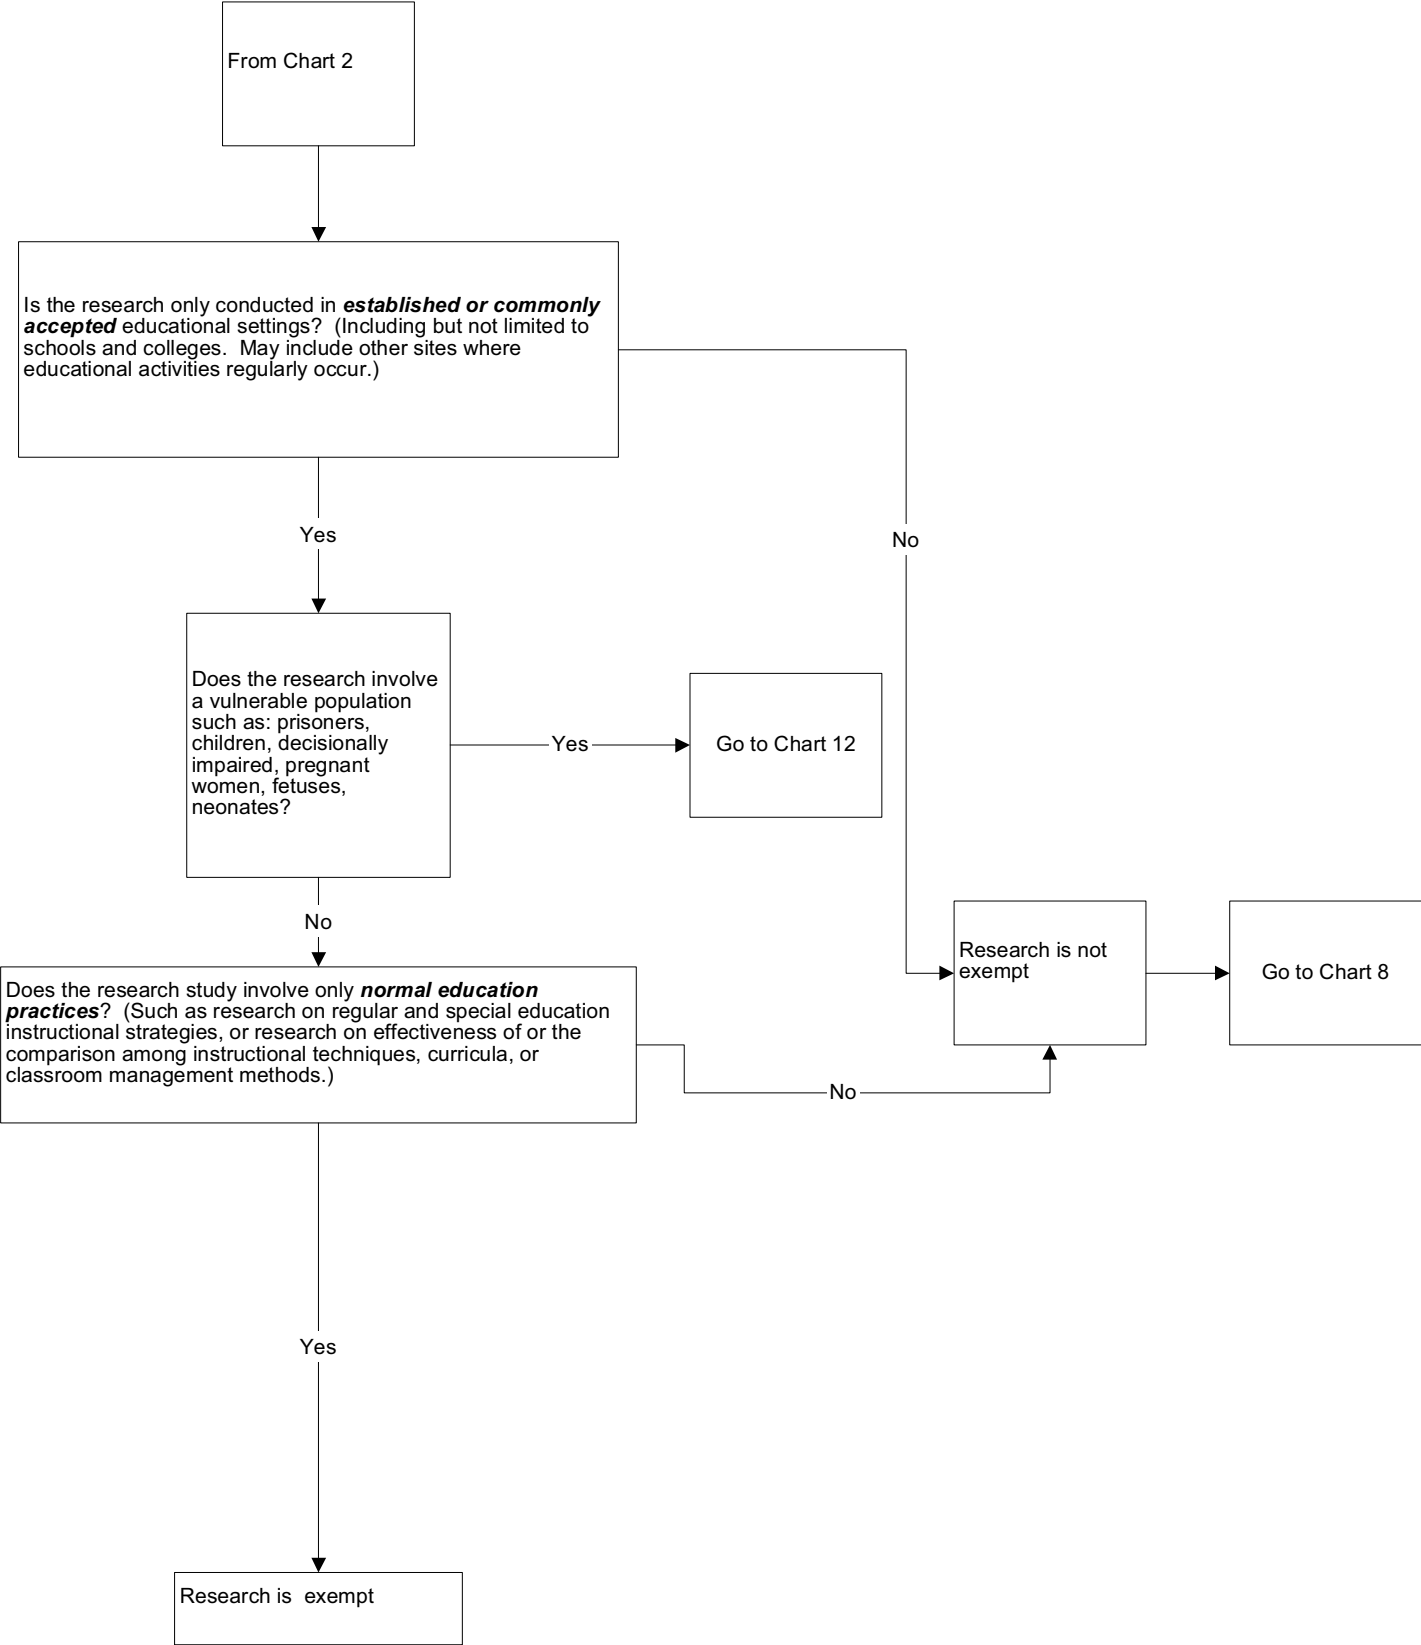 From Chart 2
Is the research only conducted in established or commonly
accepted educational settings?  (Including but not limited to
schools and colleges.  May include other sites where
educational activities regularly occur.)
Yes
No
Does the research involve
a vulnerable population
such as: prisoners,
children, decisionally
impaired, pregnant
women, fetuses,
neonates?
Yes
Go to Chart 12
No
Research is not
exempt
Go to Chart 8
Does the research study involve only normal education
practices?  (Such as research on regular and special education
instructional strategies, or research on effectiveness of or the
comparison among instructional techniques, curricula, or
classroom management methods.)
No
Yes
Research is  exempt